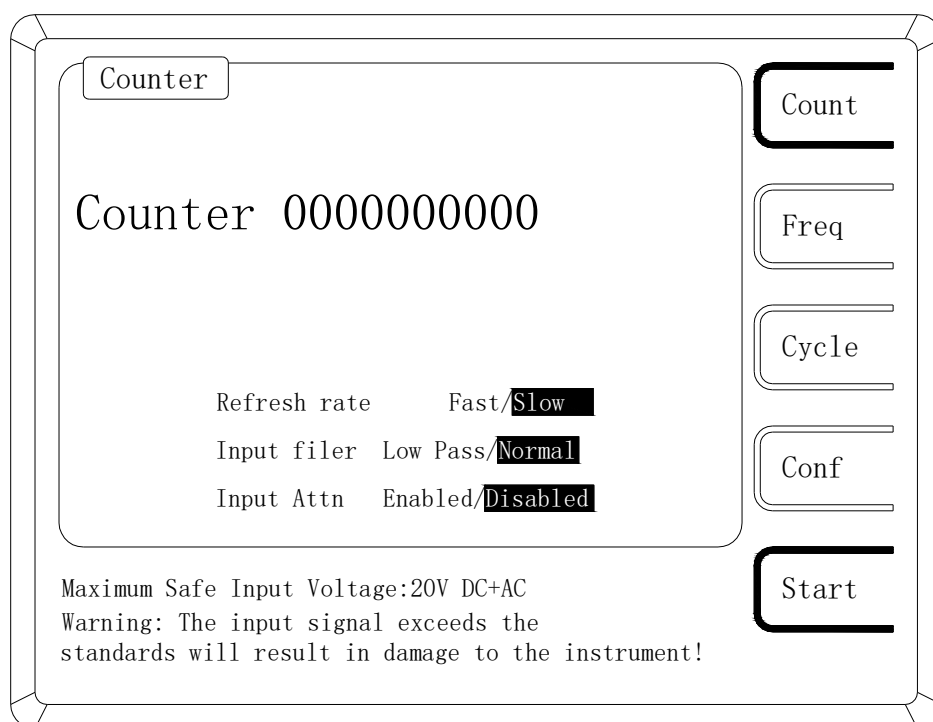 Counter
Counter 0000000000
Refresh rate Fast/Slow
Input filer Low Pass/Normal
Input Attn Enabled/Disabled
Maximum Safe Input Voltage:20V DC+AC
Warning: The input signal exceeds the
standards will result in damage to the instrument!
Count
Freq
Cycle
Conf
Start